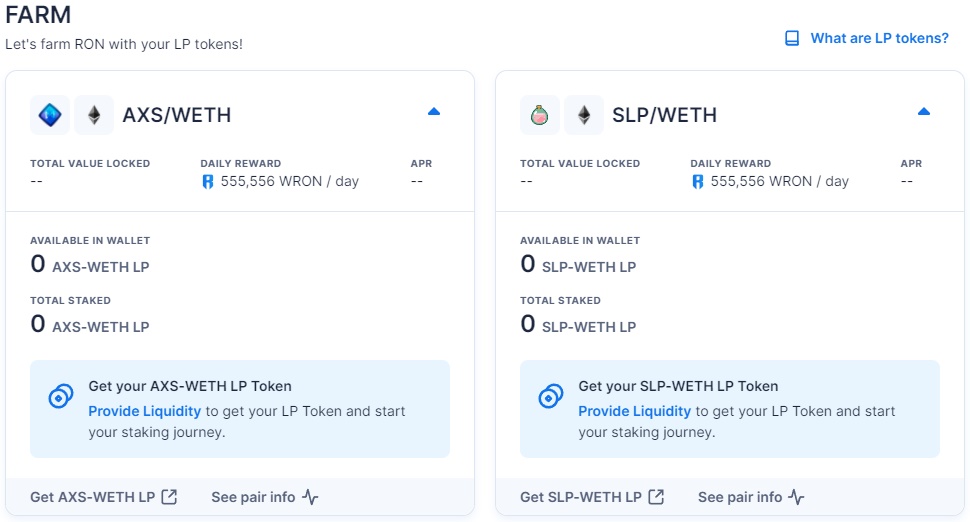 FARM
Let's farm RON with your LP tokens!
What are LP tokens?
AXS/WETH
TOTAL VALUE LOCKED DAILY REWARD APR
-- 555,556 WRON / day --
AVAILABLE IN WALLET
0 AXS-WETH LP
TOTAL STAKED
0 AXS-WETH LP
Get your AXS-WETH LP Token
Provide Liquidity to get your LP Token and start
your staking journey.
Get AXS-WETH LP See pair info
SLP/WETH
TOTAL VALUE LOCKED DAILY REWARD APR
-- 555,556 WRON / day --
AVAILABLE IN WALLET
0 SLP-WETH LP
TOTAL STAKED
0 SLP-WETH LP
Get your SLP-WETH LP Token
Provide Liquidity to get your LP Token and start
your staking journey.
Get SLP-WETH LP See pair info